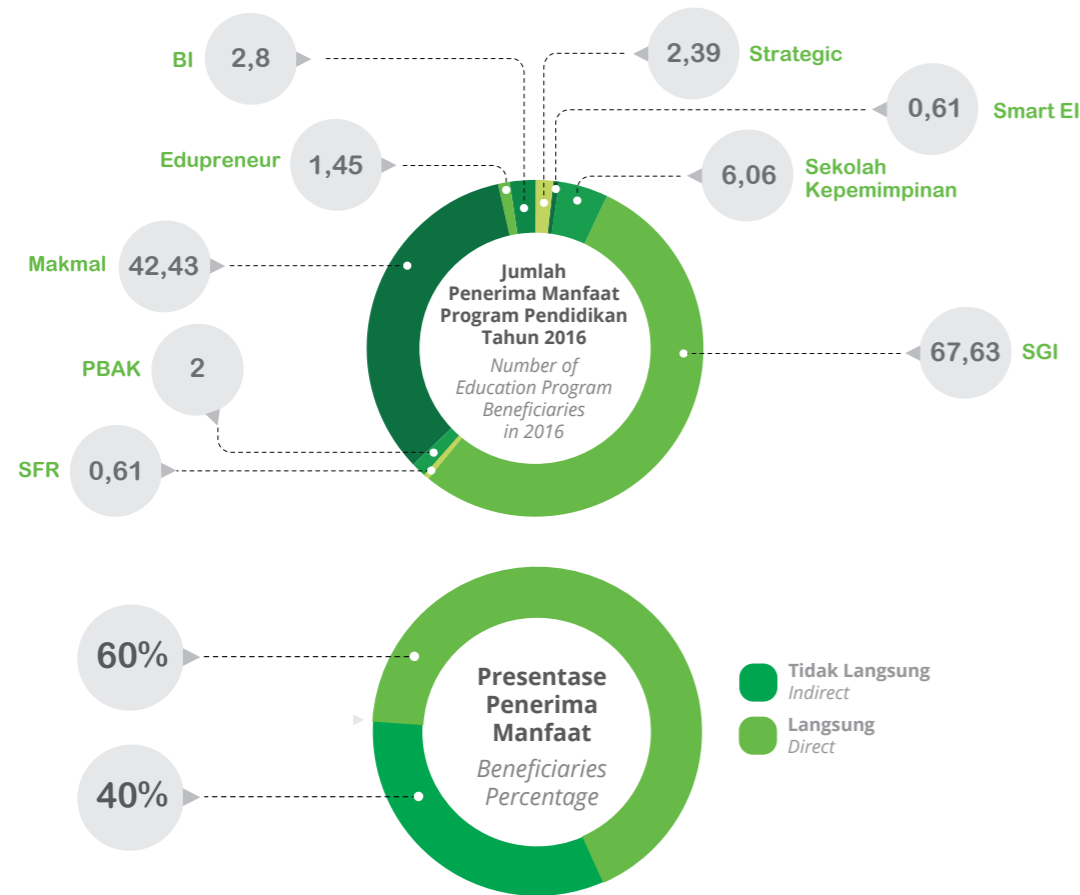 BI
2,8
2,39
Strategic
0,61
Smart EI
Edupreneur
1,45
6,06
Sekolah
Kepemimpinan
Makmal
42,43
Jumlah
Penerima Manfaat
Program Pendidikan
Tahun 2016
Number of
Education Program
Beneficiaries
in 2016
67,63
SGI
PBAK
2
SFR
0,61
60%
40%
Presentase
Penerima
Manfaat
Beneficiaries
Percentage
Tidak Langsung
Indirect
Langsung
Direct